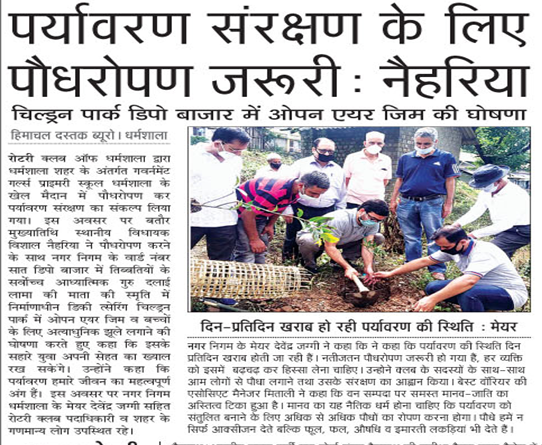 पर्यावरण संरक्षण के लिए
पौधरोपण जरूरी : नैहरिया
चिल्ड्रन पार्क डिपो बाजार में ओपन एयर जिम की घोषणा
हिमाचल दस्तक ब्यूरो। धर्मशाला
रोटरी क्लब ऑफ धर्मशाला द्वारा
धर्मशाला शहर के अंतर्गत गवर्नमेंट
गर्ल्स प्राइमरी स्कूल धर्मशाला के
खेल मैदान में पौधरोपण कर
पर्यावरण संरक्षण का संकल्प लिया
गया। इस अवसर पर बतौर
मुख्यातिथि स्थानीय विधायक
विशाल नैहरिया ने पौधरोपण करने
के साथ नगर निगम के वार्ड नंबर
सात डिपो बाजार में तिब्बतियों के
सर्वोच्च आध्यात्मिक गुरु दलाई
लामा की माता की स्मृति में
निर्माणाधीन डिकी त्सेरिंग चिल्ड्रन
पार्क में ओपन एयर जिम व बच्चों
के लिए अत्याधुनिक झूले लगाने की
घोषणा करते हुए कहा कि इसके
सहारे युवा अपनी सेहत का ख्याल
रख सकेंगे। उन्होंने कहा कि
पर्यावरण हमारे जीवन का महत्वपूर्ण
अंग हैं। इस अवसर पर नगर निगम
धर्मशाला के मेयर देवेंद्र जग्गी सहित
रोटरी क्लब पदाधिकारी व शहर के
गणमान्य लोग उपस्थित रहे।
दिन-प्रतिदिन खराब हो रही पर्यावरण की स्थिति : मेयर
नगर निगम के मेयर देवेंद्र जग्गी ने कहा कि ने कहा कि पर्यावरण की स्थिति दिन
प्रतिदिन खराब होती जा रही हैं। नतीजतन पौधरोपण जरूरी हो गया हैं, हर व्यक्ति
को इसमें बढ़चढ़ कर हिस्सा लेना चाहिए। उन्होंने क्लब के सदस्यों के साथ-साथ
आम लोगों से पौधा लगाने तथा उसके संरक्षण का आह्वान किया। बेस्ट वॉरियर की
एसोसिएट मैनेजर मिताली ने कहा कि वन सम्पदा पर समस्त मानव-जाति का
अस्तित्व टिका हुआ है। मानव का यह नैतिक धर्म होना चाहिए कि पर्यावरण को
संतुलित बनाने के लिए अधिक से अधिक पौधों का रोपण करना होगा। पौधे हमे न
सिर्फ आक्सीजन देते बल्कि फूल, फल, औषधि व इमारती लकड़िया भी देते है।